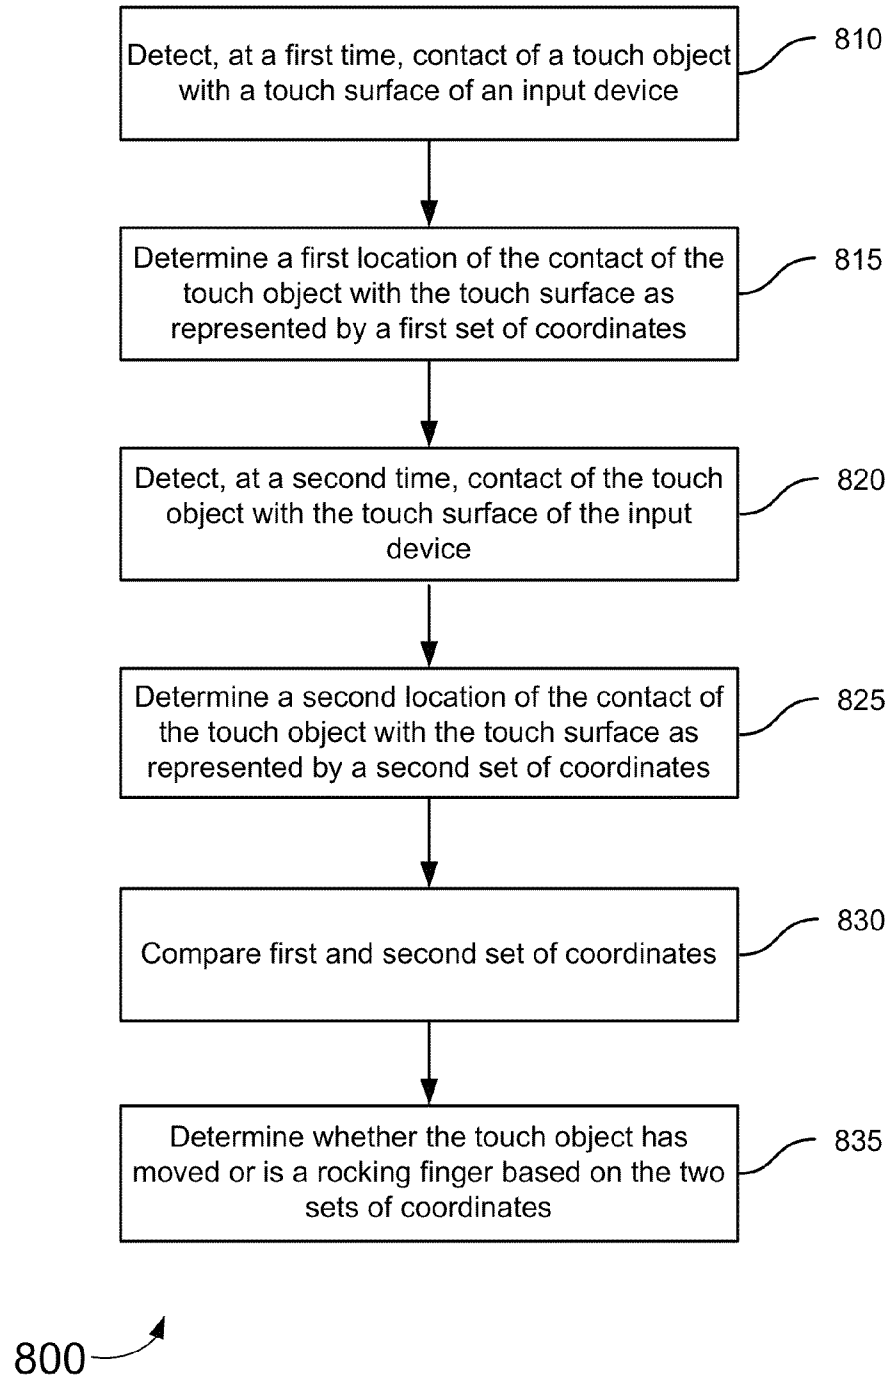 Detect, at a first time, contact of a touch object
with a touch surface of an input device
810
Determine a first location of the contact of the
touch object with the touch surface as
represented by a first set of coordinates
815
Detect, at a second time, contact of the touch
object with the touch surface of the input
device
820
Determine a second location of the contact of
the touch object with the touch surface as
represented by a second set of coordinates
825
Compare first and second set of coordinates
830
Determine whether the touch object has
moved or is a rocking finger based on the two
sets of coordinates
835
800